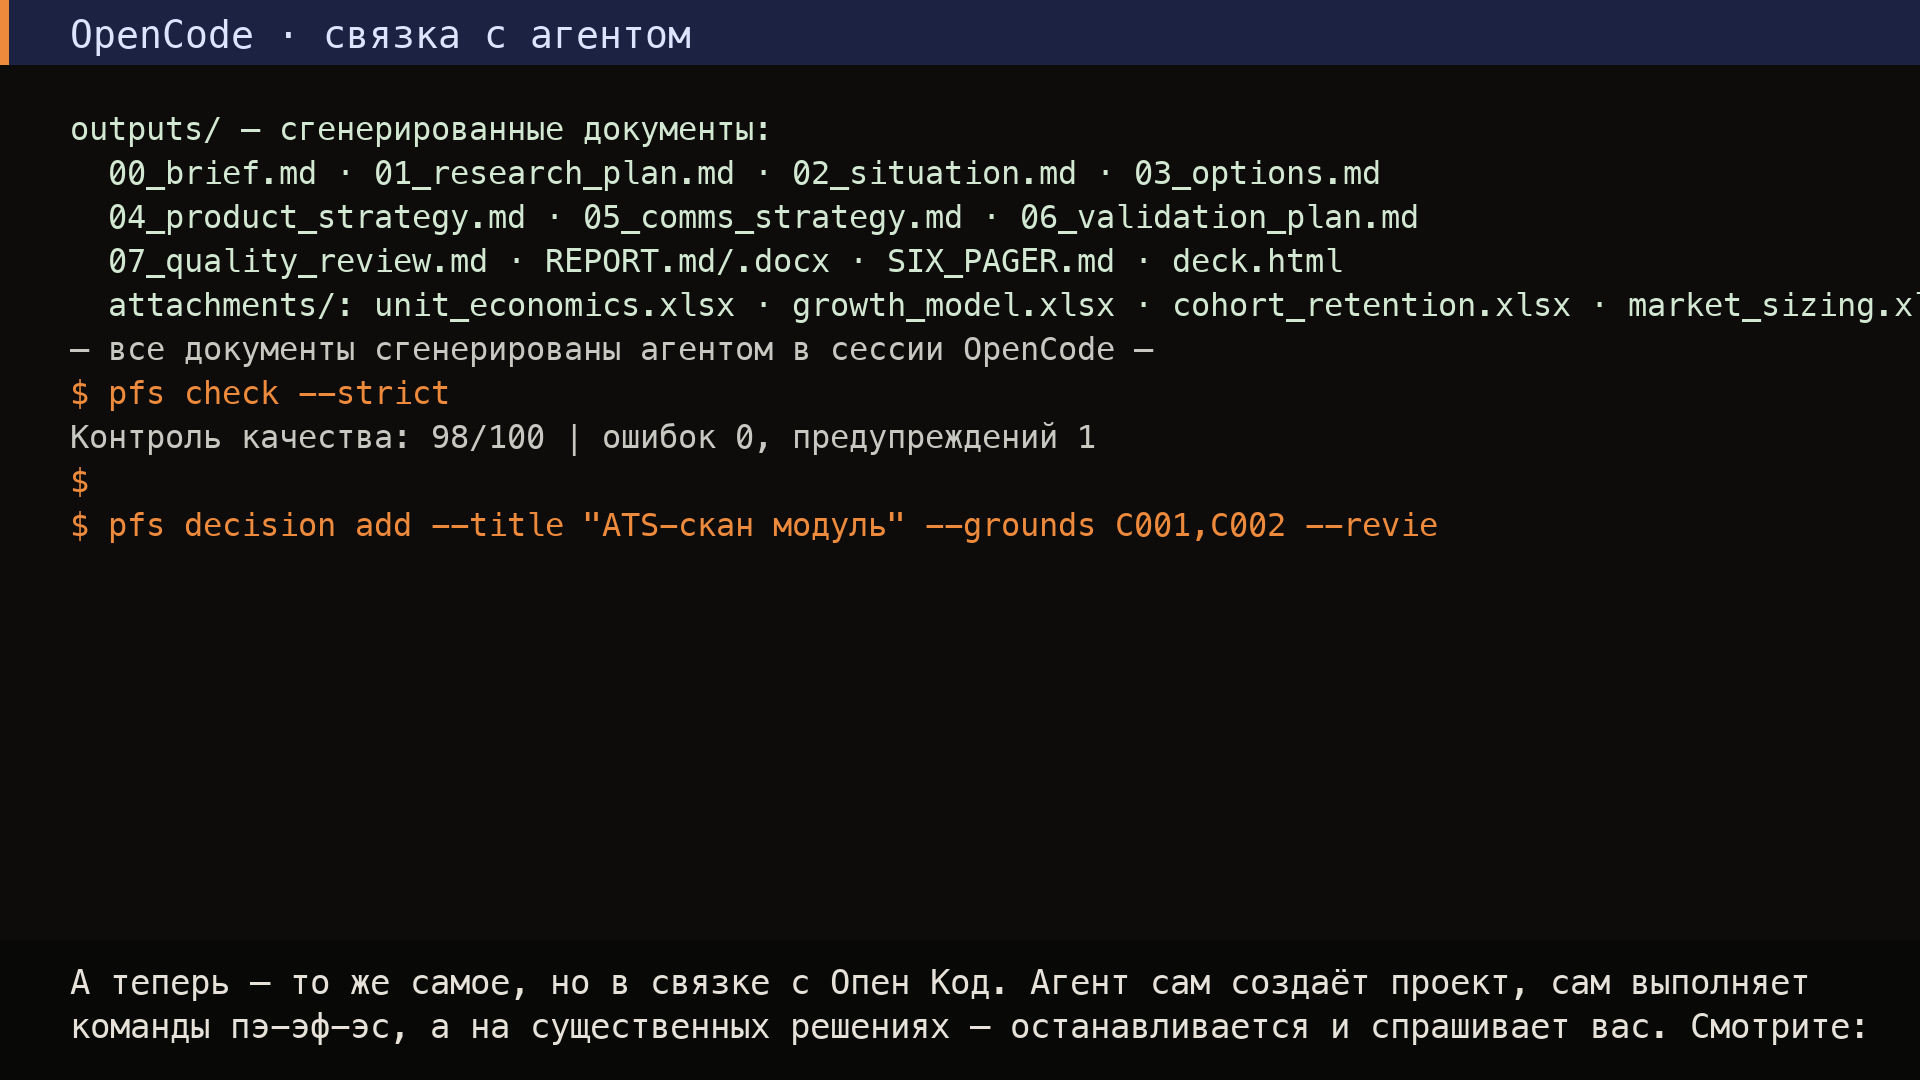 OpenCode · связка с агентом
outputs/ — сгенерированные документы:
00_brief.md · 01_research_plan.md · 02_situation.md · 03_options.md
04_product_strategy.md · 05_comms_strategy.md · 06_validation_plan.md
07_quality_review.md · REPORT.md/.docx · SIX_PAGER.md · deck.html
attachments/: unit_economics.xlsx · growth_model.xlsx · cohort_retention.xlsx · market_sizing.xl
— все документы сгенерированы агентом в сессии OpenCode —
$ pfs check --strict
Контроль качества: 98/100 | ошибок 0, предупреждений 1
$
$ pfs decision add --title "ATS-скан модуль" --grounds C001,C002 --revie
А теперь — то же самое, но в связке с Опен Код. Агент сам создаёт проект, сам выполняет
команды пэ-эф-эс, а на существенных решениях — останавливается и спрашивает вас. Смотрите: